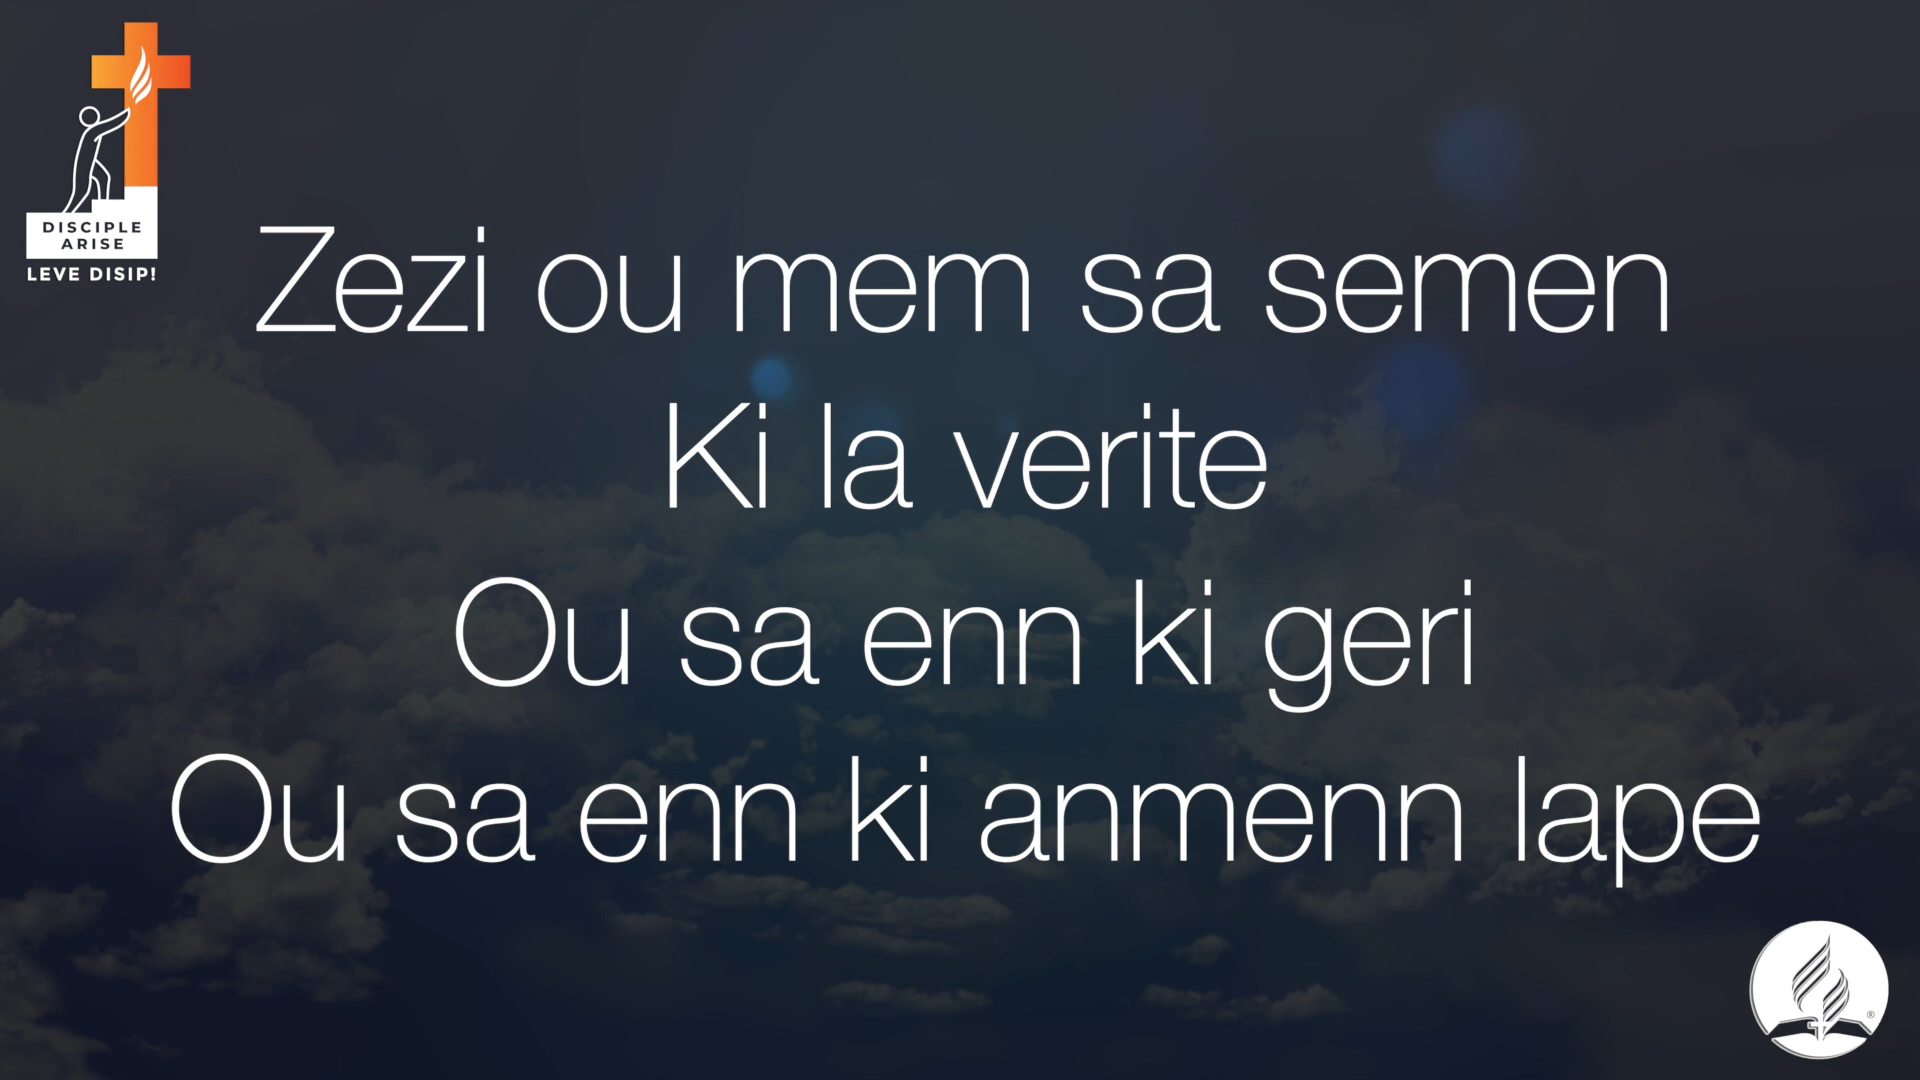 DISCIPLE
ARISE
LEVE DISIP!
Zezi ou mem sa semen
Ki la verite
Ou sa enn ki geri
Ou sa enn ki anmenn lape
®